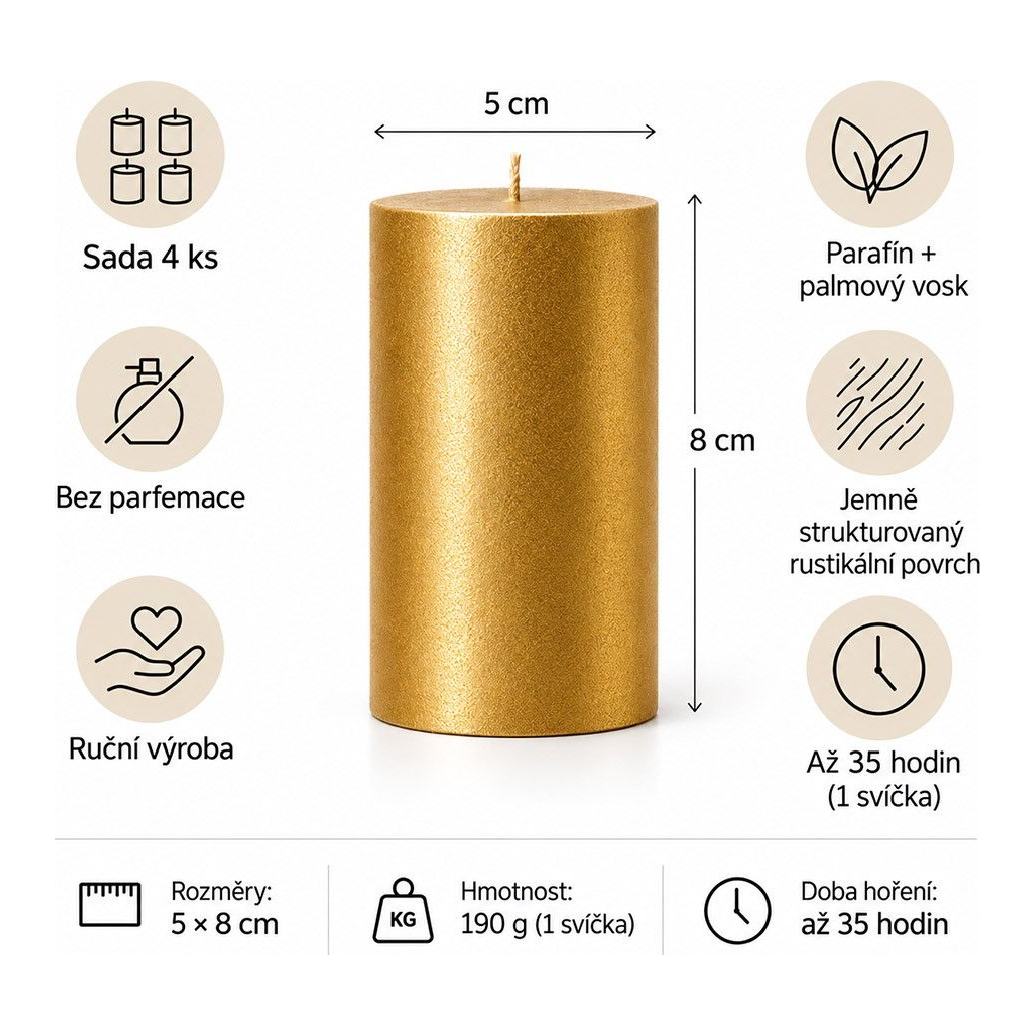 5 cm
Sada 4 ks
Parafín +
palmový vosk
8 cm
Bez parfemace
Jemně
strukturovaný
rustikální povrch
Ruční výroba
Až 35 hodin
(1 svíčka)
Rozměry:
5 × 8 cm
KG
Hmotnost:
190 g (1 svíčka)
Doba hoření:
až 35 hodin